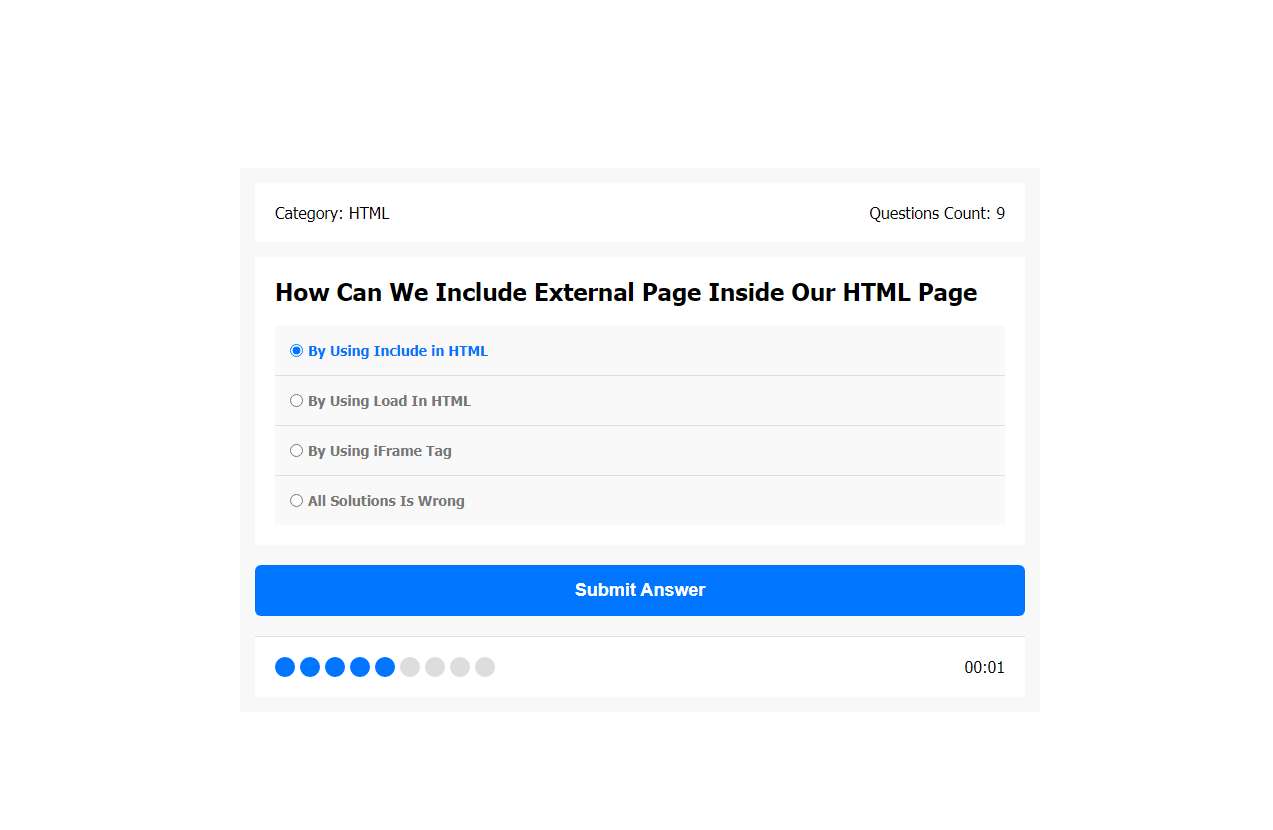 Category: HTML
Questions Count: 9
How Can We Include External Page Inside Our HTML Page
By Using Include in HTML
By Using Load In HTML
By Using iFrame Tag
All Solutions Is Wrong
Submit Answer
00:01